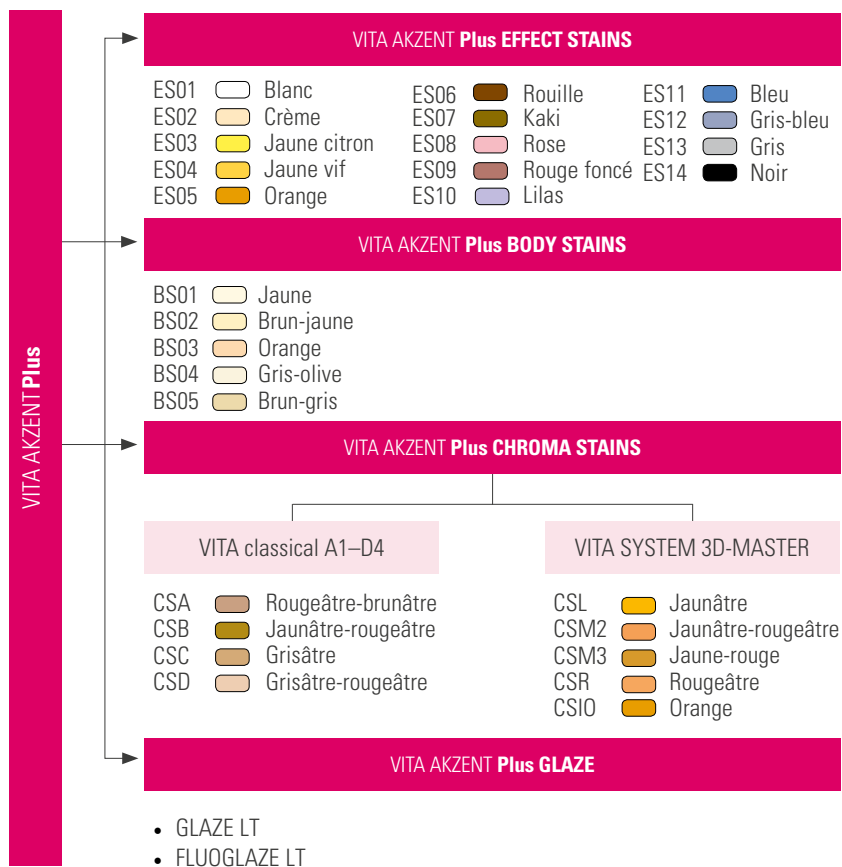 VITA AKZENT Plus
VITA AKZENT Plus EFFECT STAINS
ES01 Blanc
ES02 Crème
ES03 Jaune citron
ES04 Jaune vif
ES05 Orange
ES06 Rouille
ES07 Kaki
ES08 Rose
ES09 Rouge foncé
ES10 Lilas
ES11 Bleu
ES12 Gris-bleu
ES13 Gris
ES14 Noir
VITA AKZENT Plus BODY STAINS
BS01 Jaune
BS02 Brun-jaune
BS03 Orange
BS04 Gris-olive
BS05 Brun-gris
VITA AKZENT Plus CHROMA STAINS
VITA classical A1–D4
CSA Rougeâtre-brunâtre
CSB Jaunâtre-rougeâtre
CSC Grisâtre
CSD Grisâtre-rougeâtre
VITA SYSTEM 3D-MASTER
CSL Jaunâtre
CSM2 Jaunâtre-rougeâtre
CSM3 Jaune-rouge
CSR Rougeâtre
CSIO Orange
VITA AKZENT Plus GLAZE
• GLAZE LT
• FLUOGLAZE LT